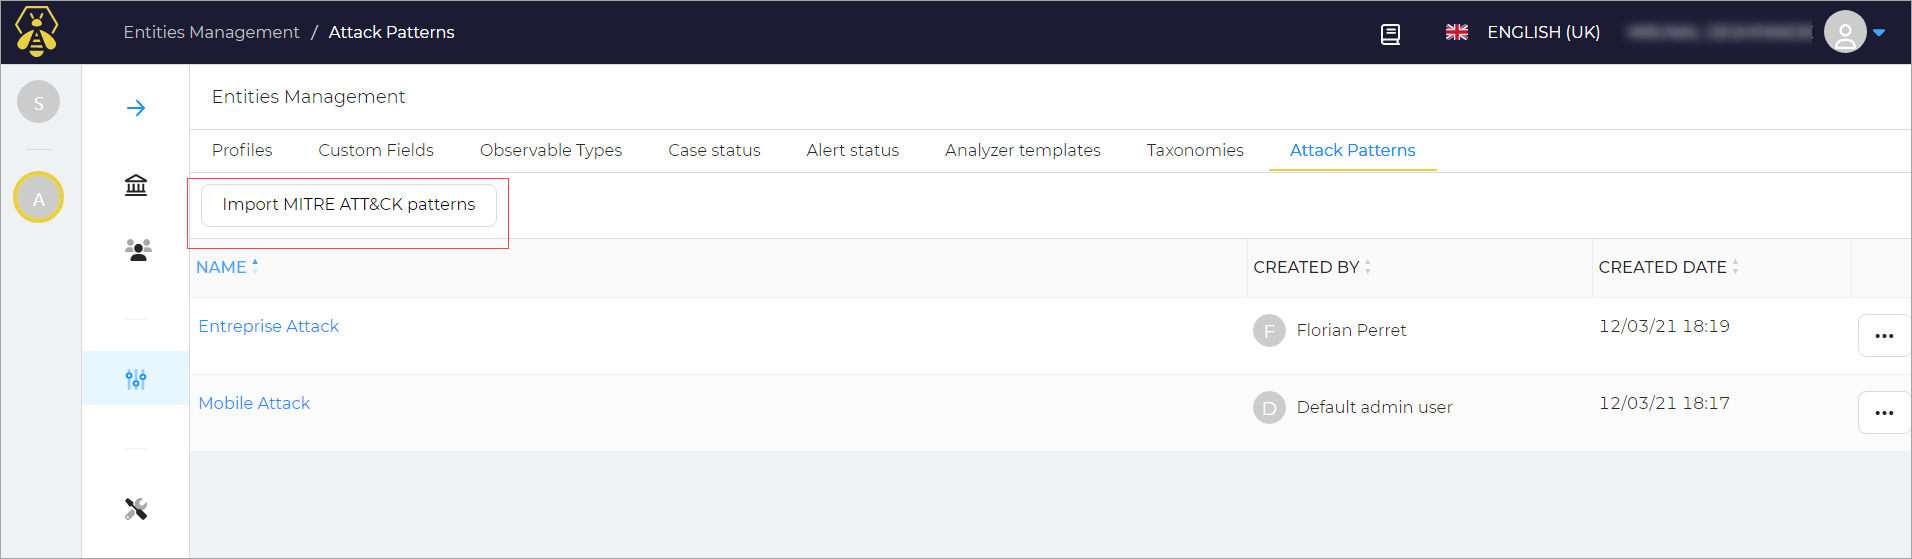 Entities Management / Attack Patterns
ENGLISH (UK)
S
A
Entities Management
Profiles Custom Fields Observable Types Case status Alert status Analyzer templates Taxonomies Attack Patterns
Import MITRE ATT&CK patterns
NAME CREATED BY CREATED DATE
Entreprise Attack F Florian Perret 12/03/21 18:19
Mobile Attack D Default admin user 12/03/21 18:17